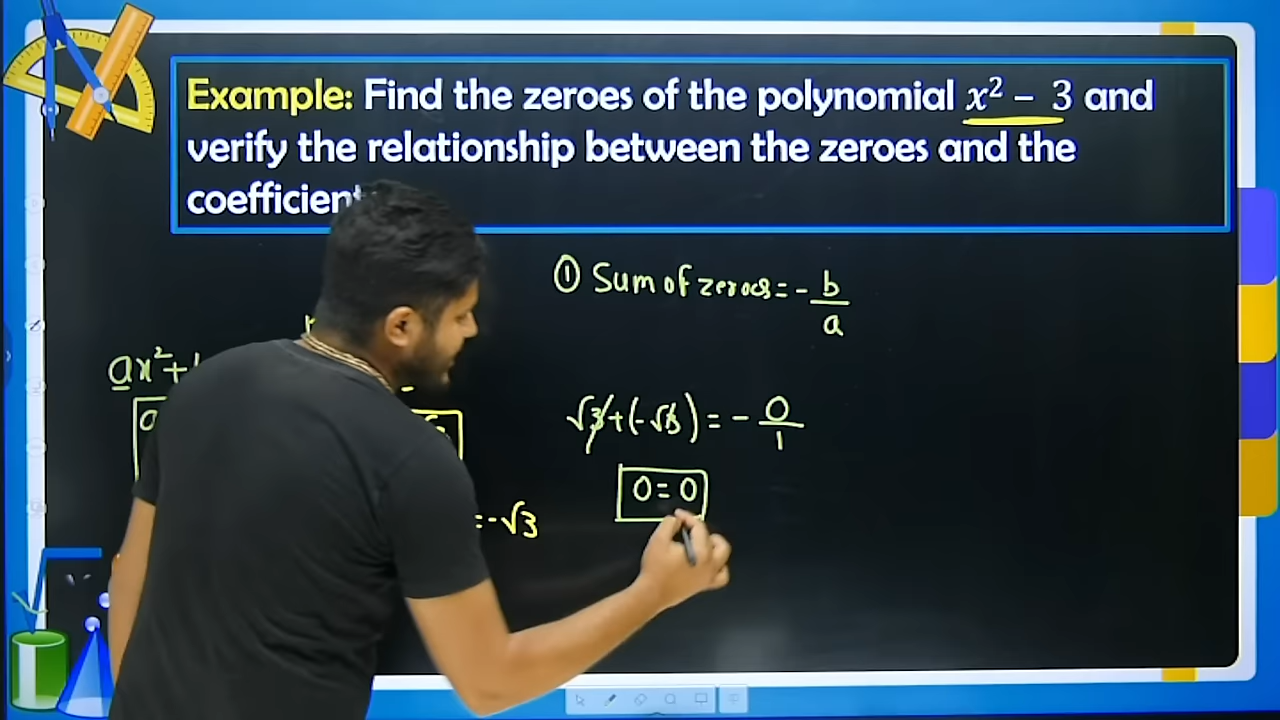 Example: Find the zeroes of the polynomial x² – 3 and
verify the relationship between the zeroes and the
coefficient
① Sum of zeroes = - b/a
ax² +
√3 + (-√3) = - 0/1
0 = 0
= -√3